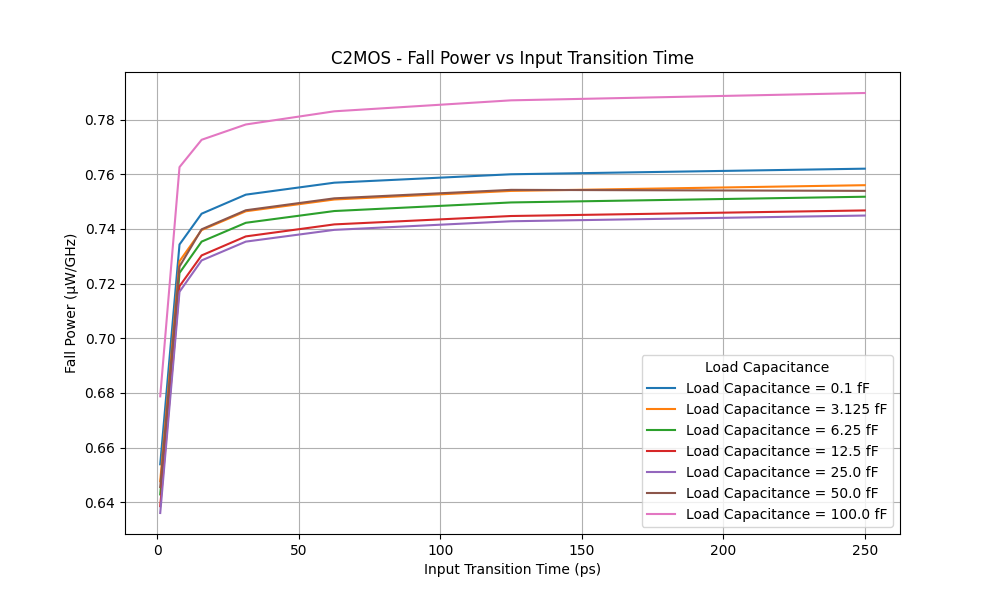 C2MOS - Fall Power vs Input Transition Time
Fall Power (µW/GHz)
0.78
0.76
0.74
0.72
0.70
0.68
0.66
0.64
Load Capacitance
Load Capacitance = 0.1 fF
Load Capacitance = 3.125 fF
Load Capacitance = 6.25 fF
Load Capacitance = 12.5 fF
Load Capacitance = 25.0 fF
Load Capacitance = 50.0 fF
Load Capacitance = 100.0 fF
0 50 100 150 200 250
Input Transition Time (ps)